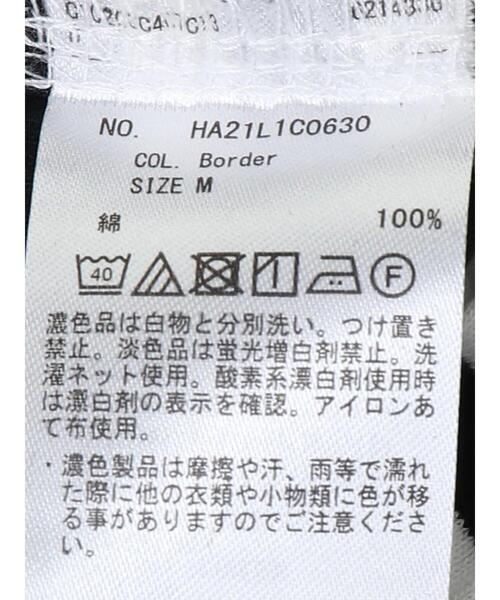 NO. HA21L1C0630
COL. Border
SIZE M
綿 100%
40 F
濃色品は白物と分別洗い。つけ置き
禁止。淡色品は蛍光増白剤禁止。洗
濯ネット使用。酸素系漂白剤使用時
は漂白剤の表示を確認。アイロンあ
て布使用。
・濃色製品は摩擦や汗、雨等で濡れ
た際に他の衣類や小物類に色が移
る事がありますのでご注意くださ
い。